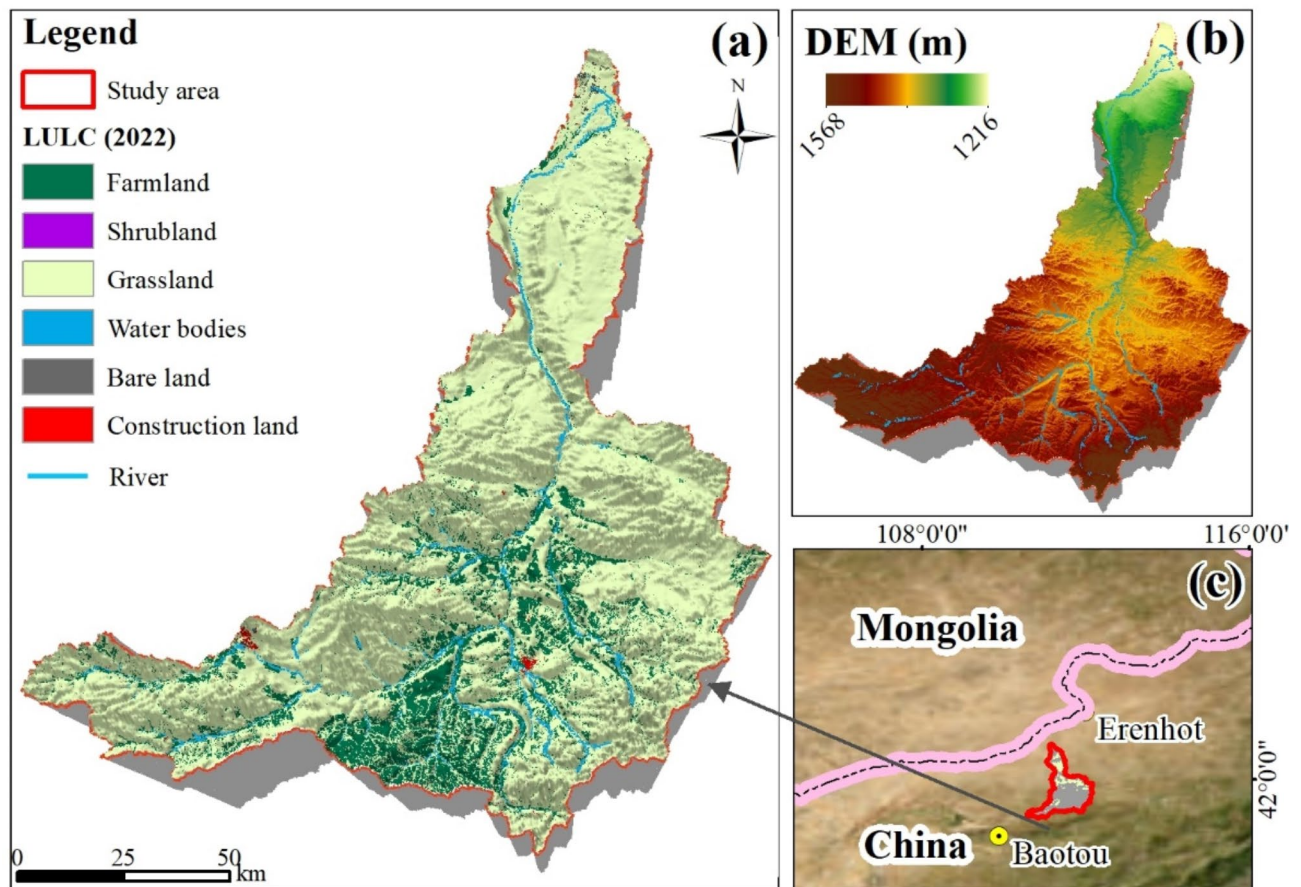 Legend
Study area
LULC (2022)
Farmland
Shrubland
Grassland
Water bodies
Bare land
Construction land
River
(a)
N
0 25 50
km
(b)
DEM (m)
1568 1216
108°0'0" 116°0'0"
(c)
Mongolia
Erenhot
42°0'0"
China
Baotou